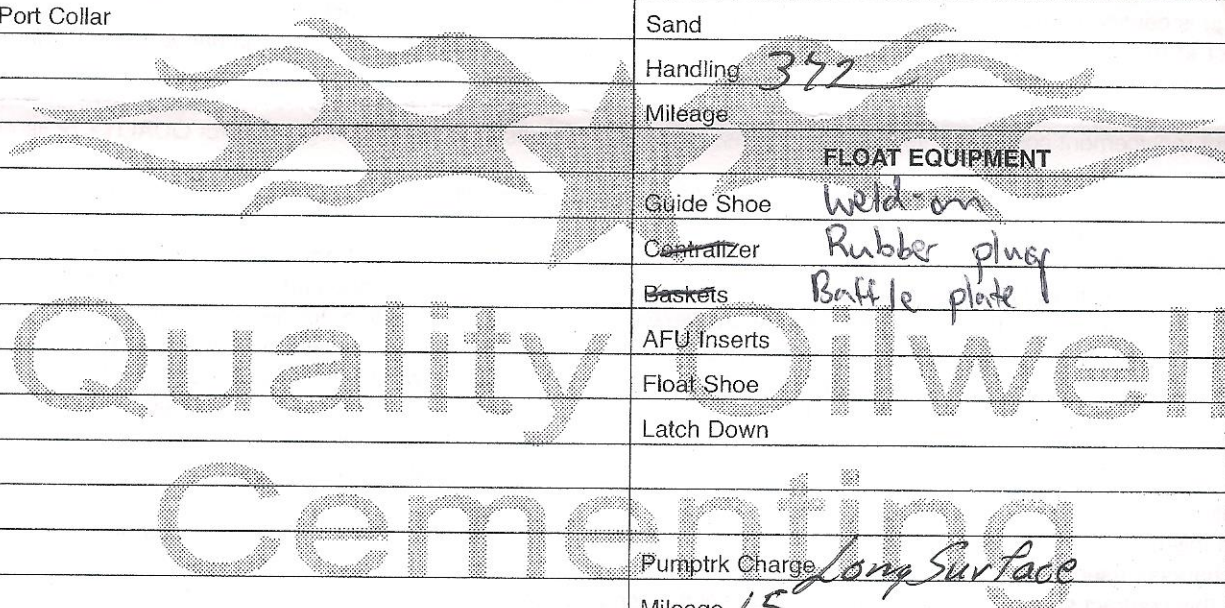 Port Collar
Sand
Handling 372
Mileage
FLOAT EQUIPMENT
Guide Shoe Weld-on
Centralizer Rubber plug
Baskets Baffle plate
AFU Inserts
Float Shoe
Latch Down
Quality Oilwell
Cementing
Pumptrk Charge Long Surface
Mileage 15